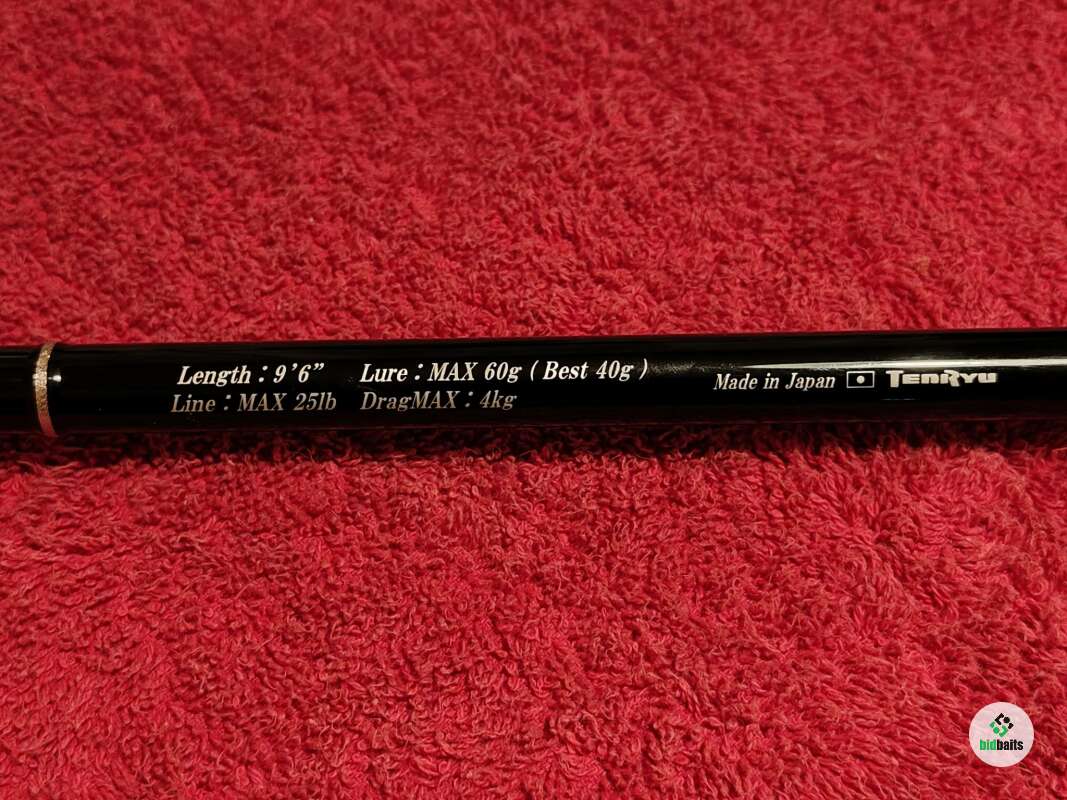 Length : 9'6” Lure : MAX 60g ( Best 40g )
Line : MAX 25lb DragMAX : 4kg
Made in Japan TENRYU
bidbaits